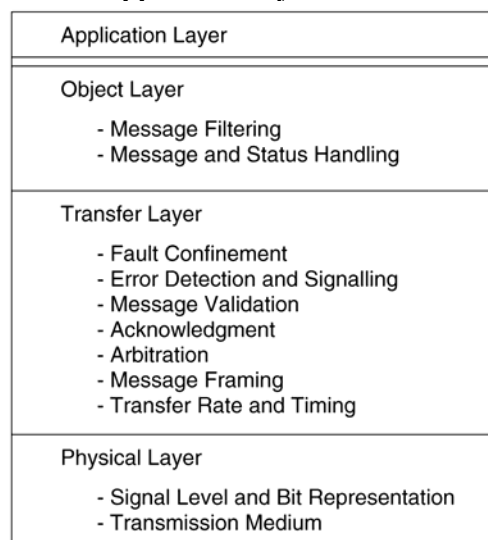 Application Layer
Object Layer
- Message Filtering
- Message and Status Handling
Transfer Layer
- Fault Confinement
- Error Detection and Signalling
- Message Validation
- Acknowledgment
- Arbitration
- Message Framing
- Transfer Rate and Timing
Physical Layer
- Signal Level and Bit Representation
- Transmission Medium